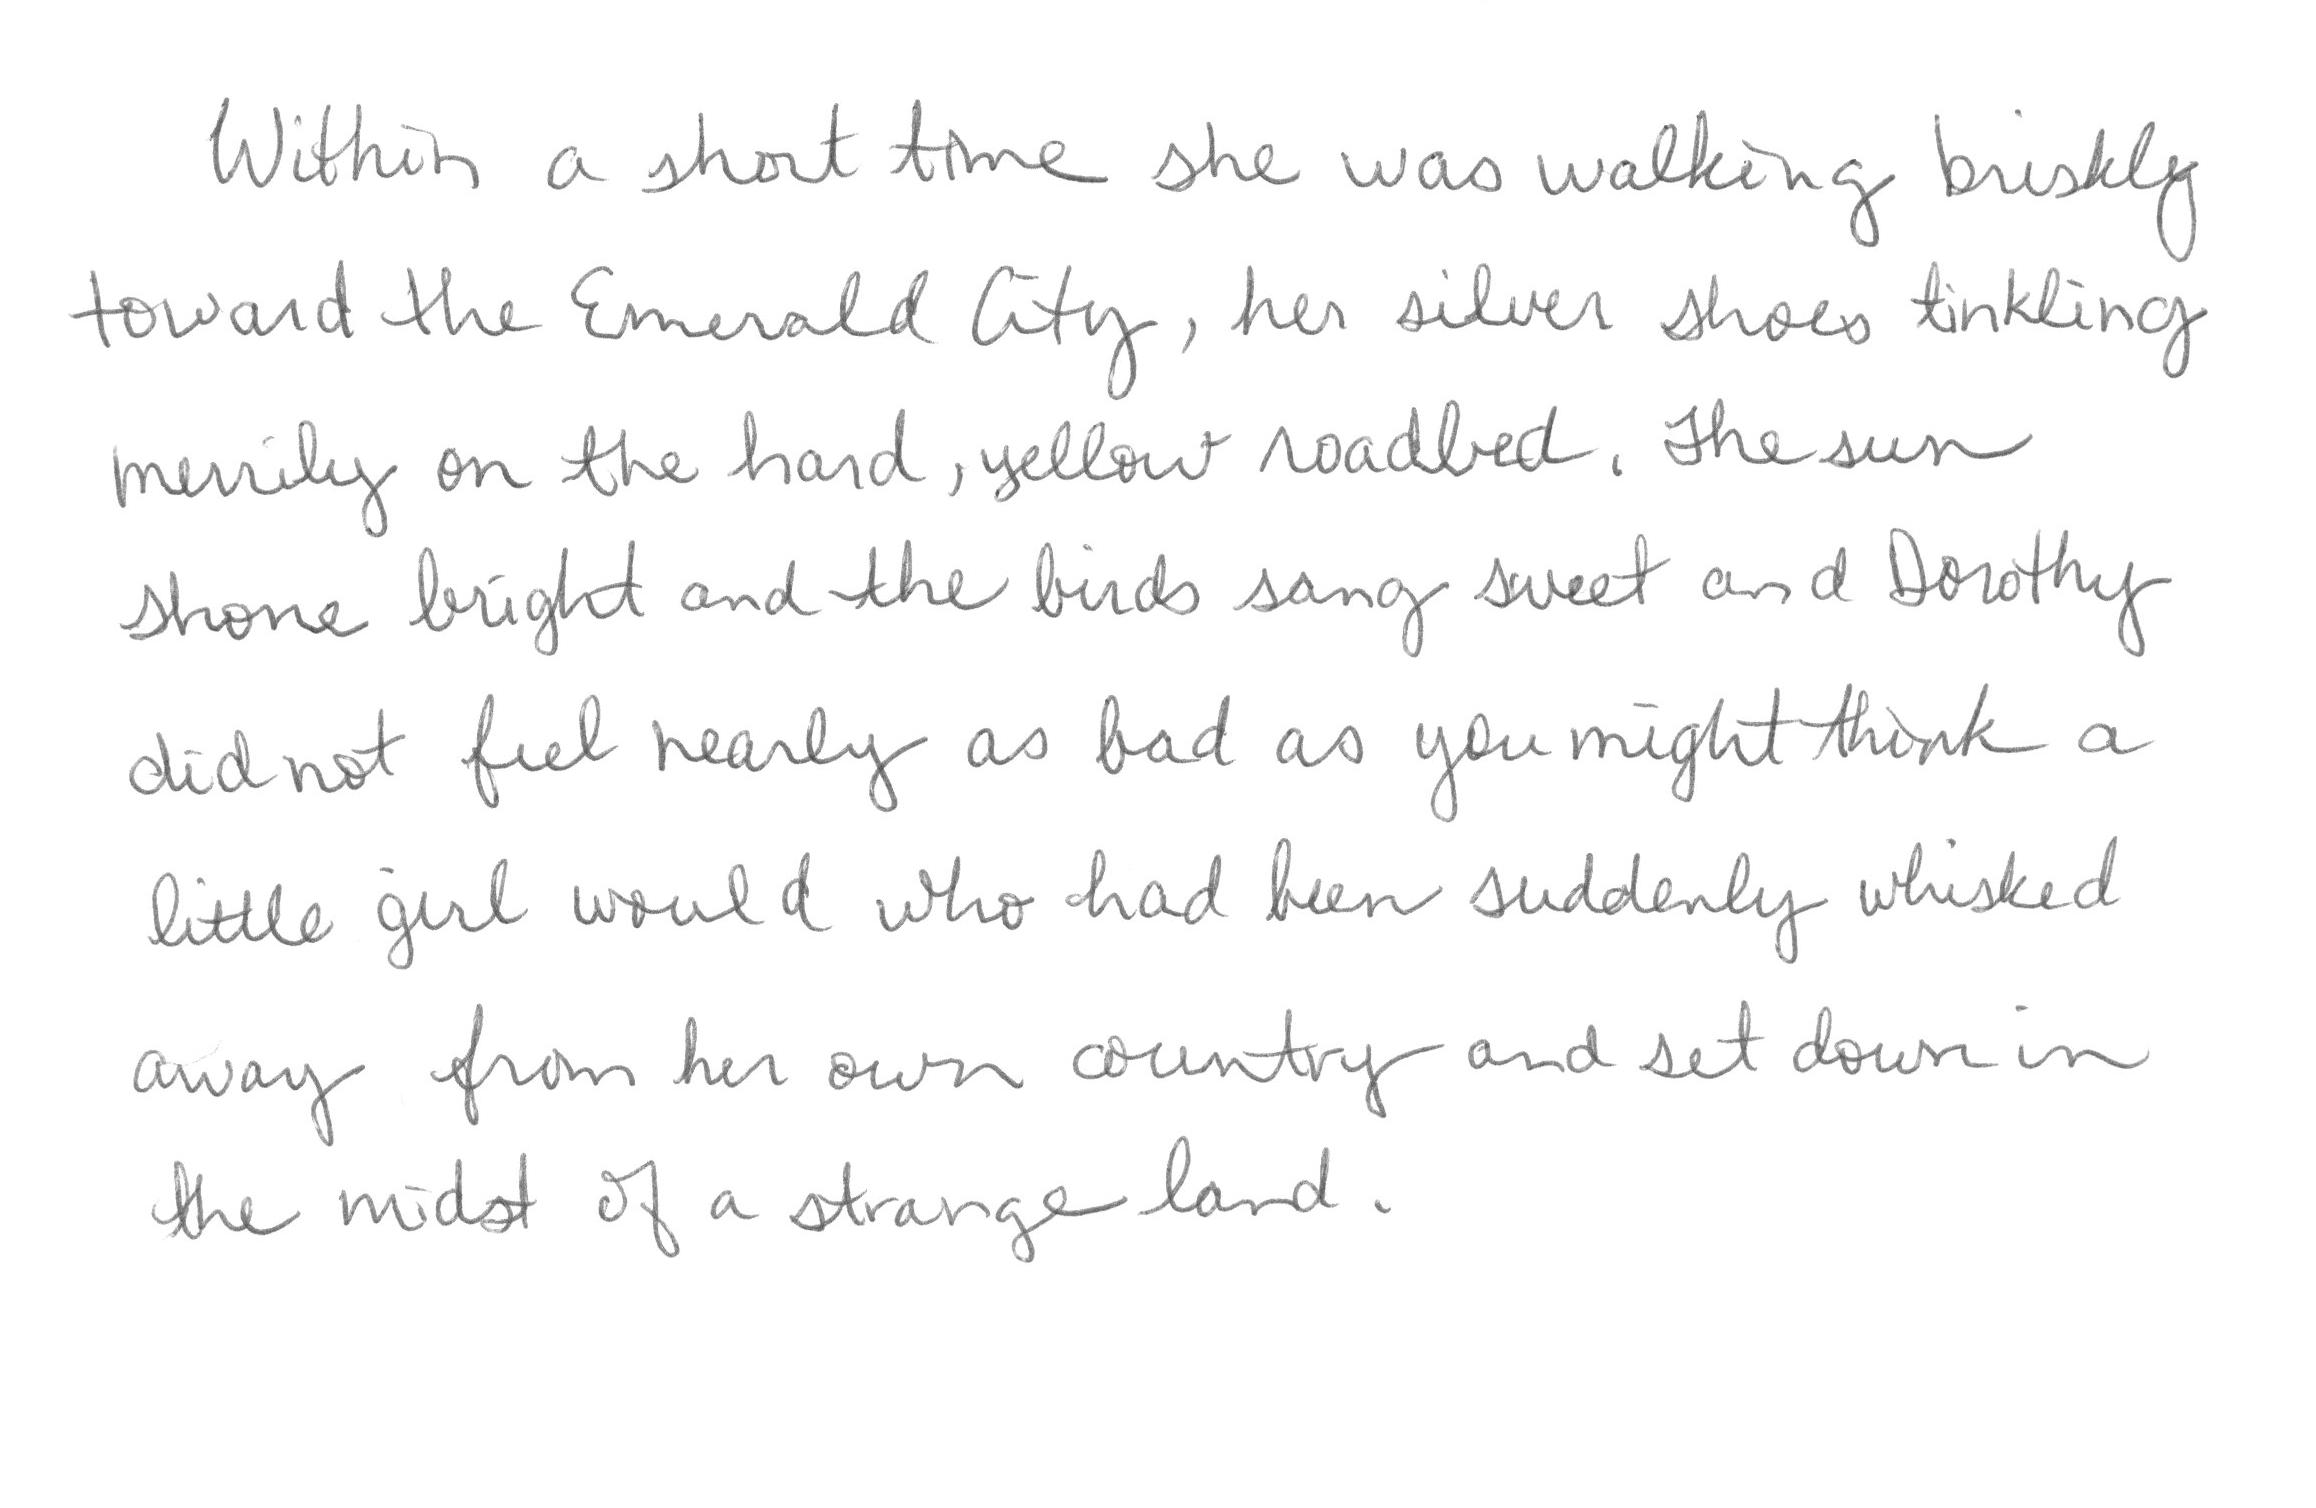 Within a short time she was walking briskly
toward the Emerald City, her silver shoes tinkling
merrily on the hard, yellow roadbed. The sun
shone bright and the birds sang sweet and Dorothy
did not feel nearly as bad as you might think a
little girl would who had been suddenly whisked
away from her own country and set down in
the midst of a strange land.